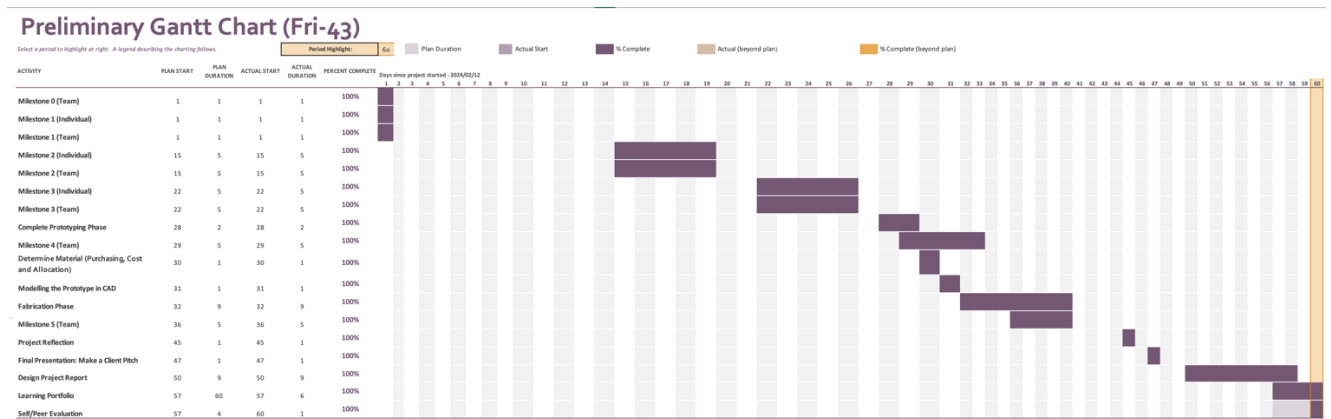 Preliminary Gantt Chart (Fri-43)
Select a period to highlight at right. A legend describing the charting follows.
Period Highlight: 60 Plan Duration Actual Start % Complete Actual (beyond plan) % Complete (beyond plan)
ACTIVITY PLAN START PLAN DURATION ACTUAL START ACTUAL DURATION PERCENT COMPLETE Days since project started - 2024/02/12
1 2 3 4 5 6 7 8 9 10 11 12 13 14 15 16 17 18 19 20 21 22 23 24 25 26 27 28 29 30 31 32 33 34 35 36 37 38 39 40 41 42 43 44 45 46 47 48 49 50 51 52 53 54 55 56 57 58 59 60
Milestone 0 (Team) 1 1 1 1 100%
Milestone 1 (Individual) 1 1 1 1 100%
Milestone 1 (Team) 1 1 1 1 100%
Milestone 2 (Individual) 15 5 15 5 100%
Milestone 2 (Team) 15 5 15 5 100%
Milestone 3 (Individual) 22 5 22 5 100%
Milestone 3 (Team) 22 5 22 5 100%
Complete Prototyping Phase 28 2 28 2 100%
Milestone 4 (Team) 29 5 29 5 100%
Determine Material (Purchasing, Cost
and Allocation) 30 1 30 1 100%
Modelling the Prototype in CAD 31 1 31 1 100%
Fabrication Phase 32 9 32 9 100%
Milestone 5 (Team) 36 5 36 5 100%
Project Reflection 45 1 45 1 100%
Final Presentation: Make a Client Pitch 47 1 47 1 100%
Design Project Report 50 9 50 9 100%
Learning Portfolio 57 60 57 6 100%
Self/Peer Evaluation 57 4 60 1 100%